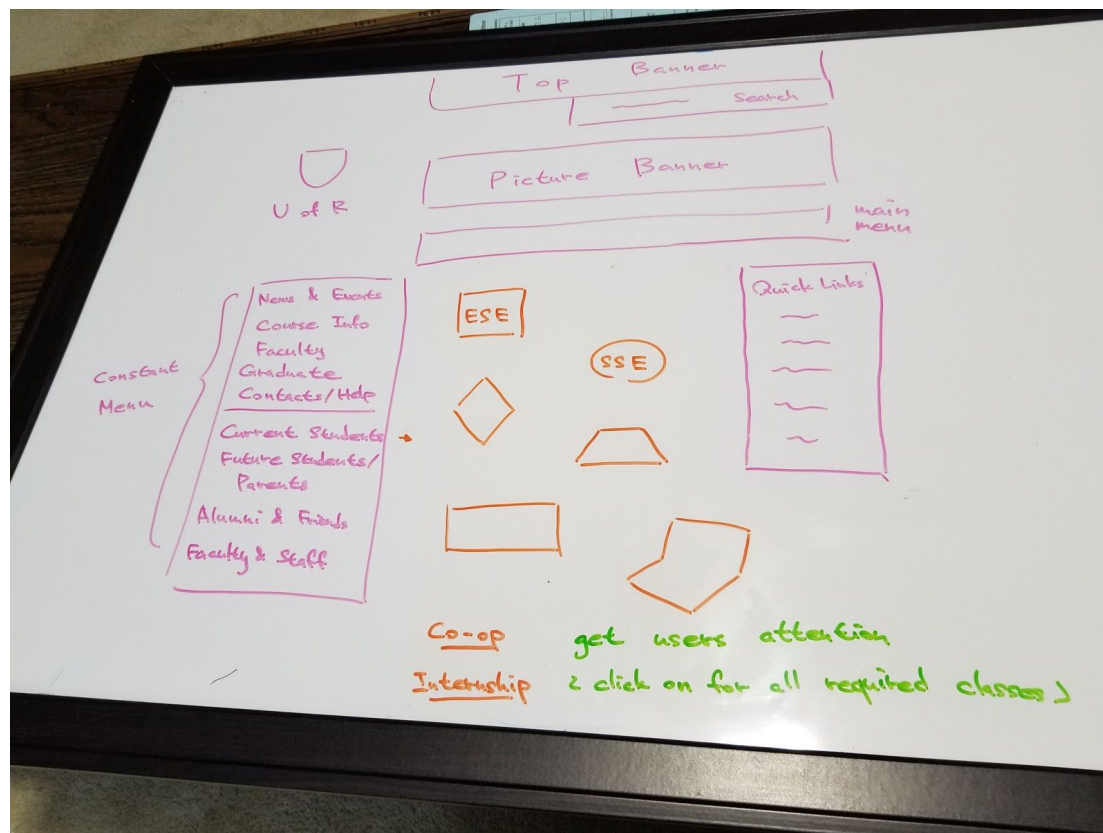 Top Banner
Search
Picture Banner
U of R
main
menu
News & Events
Course Info
Faculty
Graduate
Contacts/Help
Current Students
Future Students/
Parents
Alumni & Friends
Faculty & Staff
Constant
Menu
ESE
SSE
Quick Links
Co-op get users attention
Internship ( click on for all required classes )